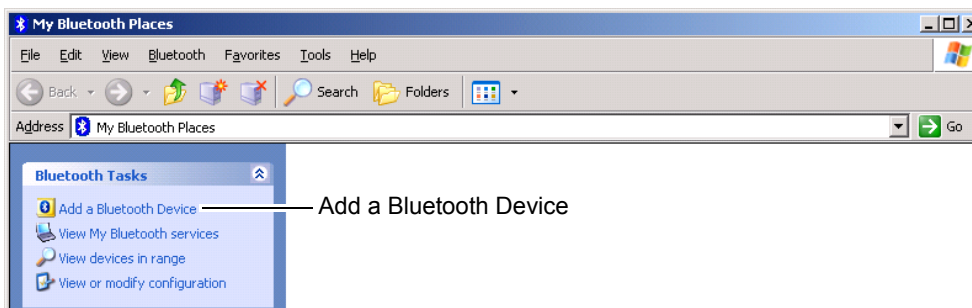 My Bluetooth Places
File Edit View Bluetooth Favorites Tools Help
Back Search Folders
Address My Bluetooth Places Go
Bluetooth Tasks
Add a Bluetooth Device Add a Bluetooth Device
View My Bluetooth services
View devices in range
View or modify configuration